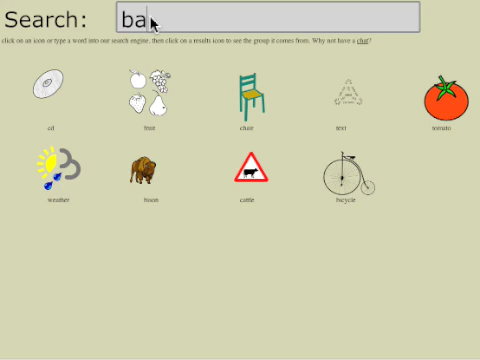 Search: ba
click on an icon or type a word into our search engine, then click on a results icon to see the group it comes from. Why not have a chat?
cd fruit chair text tomato
weather bison cattle bicycle